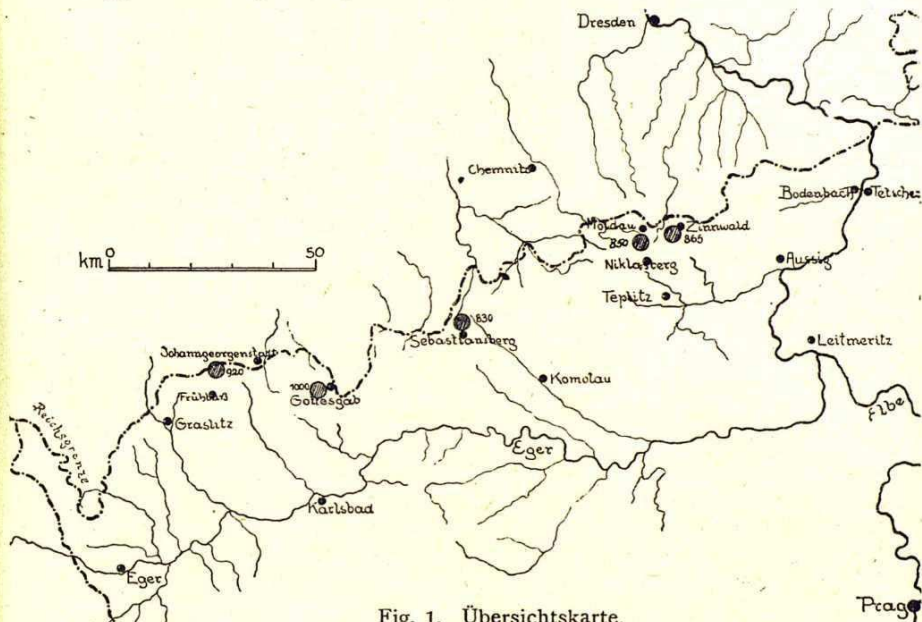 Dresden
Chemnitz
Bodenbach
Tetschen
Moldau
Zinnwald
850
865
km 0 50
Niklasberg
Aussig
Teplitz
830
Sebastiansberg
Leitmeritz
Johanngeorgenstadt
920
1000
Gottesgab
Frühbuß
Komotau
Elbe
Graslitz
Reichsgrenze
Eger
Karlsbad
Eger
Prag
Fig. 1. Übersichtskarte.